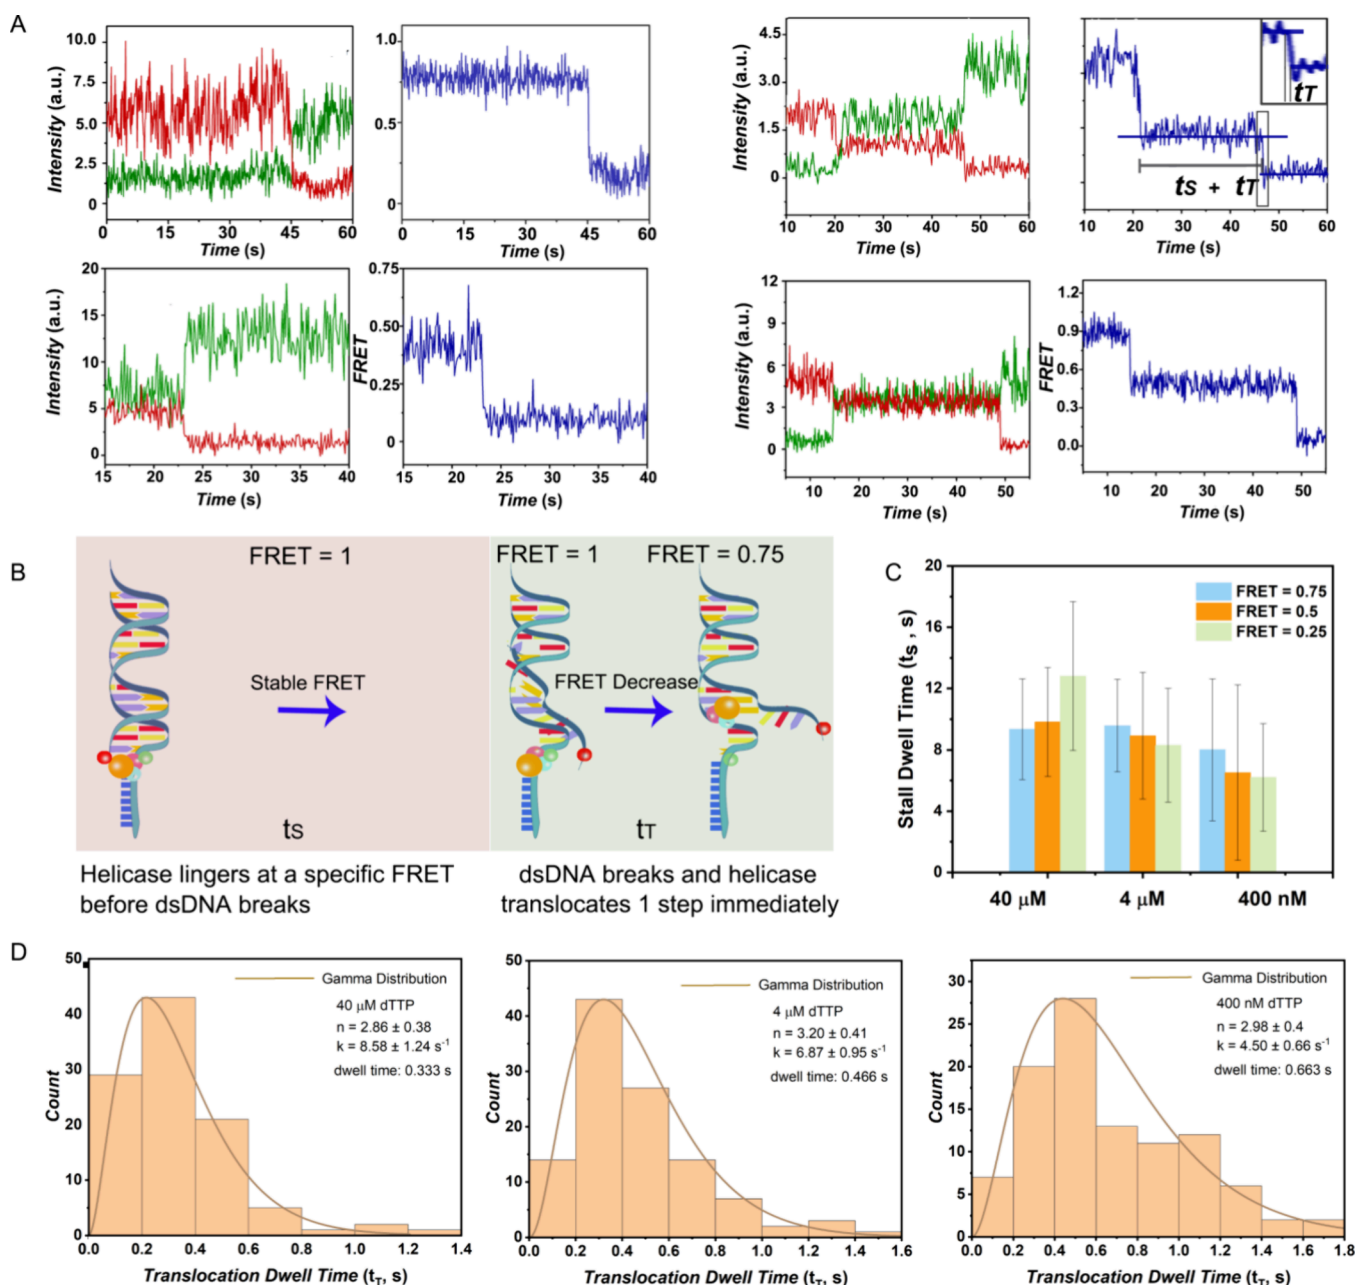 A
Intensity (a.u.)
10.0
7.5
5.0
2.5
0
0 15 30 45 60
Time (s)
1.0
0.5
0.0
0 15 30 45 60
Time (s)
Intensity (a.u.)
4.5
3.0
1.5
0
10 20 30 40 50 60
Time (s)
tT
tS + tT
10 20 30 40 50 60
Time (s)
Intensity (a.u.)
20
15
10
5
0
15 20 25 30 35 40
Time (s)
FRET
0.75
0.50
0.25
0
15 20 25 30 35 40
Time (s)
Intensity (a.u.)
12
9
6
3
0
10 20 30 40 50
Time (s)
FRET
1.2
0.9
0.6
0.3
0.0
10 20 30 40 50
Time (s)
B
FRET = 1
FRET = 1 FRET = 0.75
Stable FRET
FRET Decrease
tS
tT
Helicase lingers at a specific FRET
before dsDNA breaks
dsDNA breaks and helicase
translocates 1 step immediately
C
Stall Dwell Time (tS, s)
20
16
12
8
4
0
FRET = 0.75
FRET = 0.5
FRET = 0.25
40 μM 4 μM 400 nM
D
Count
50
40
30
20
10
0
Gamma Distribution
40 μM dTTP
n = 2.86 ± 0.38
k = 8.58 ± 1.24 s⁻¹
dwell time: 0.333 s
0.0 0.2 0.4 0.6 0.8 1.0 1.2 1.4
Translocation Dwell Time (tT, s)
Count
50
40
30
20
10
0
Gamma Distribution
4 μM dTTP
n = 3.20 ± 0.41
k = 6.87 ± 0.95 s⁻¹
dwell time: 0.466 s
0.0 0.2 0.4 0.6 0.8 1.0 1.2 1.4 1.6
Translocation Dwell Time (tT, s)
Count
30
25
20
15
10
5
0
Gamma Distribution
400 nM dTTP
n = 2.98 ± 0.4
k = 4.50 ± 0.66 s⁻¹
dwell time: 0.663 s
0.0 0.2 0.4 0.6 0.8 1.0 1.2 1.4 1.6 1.8
Translocation Dwell Time (tT, s)